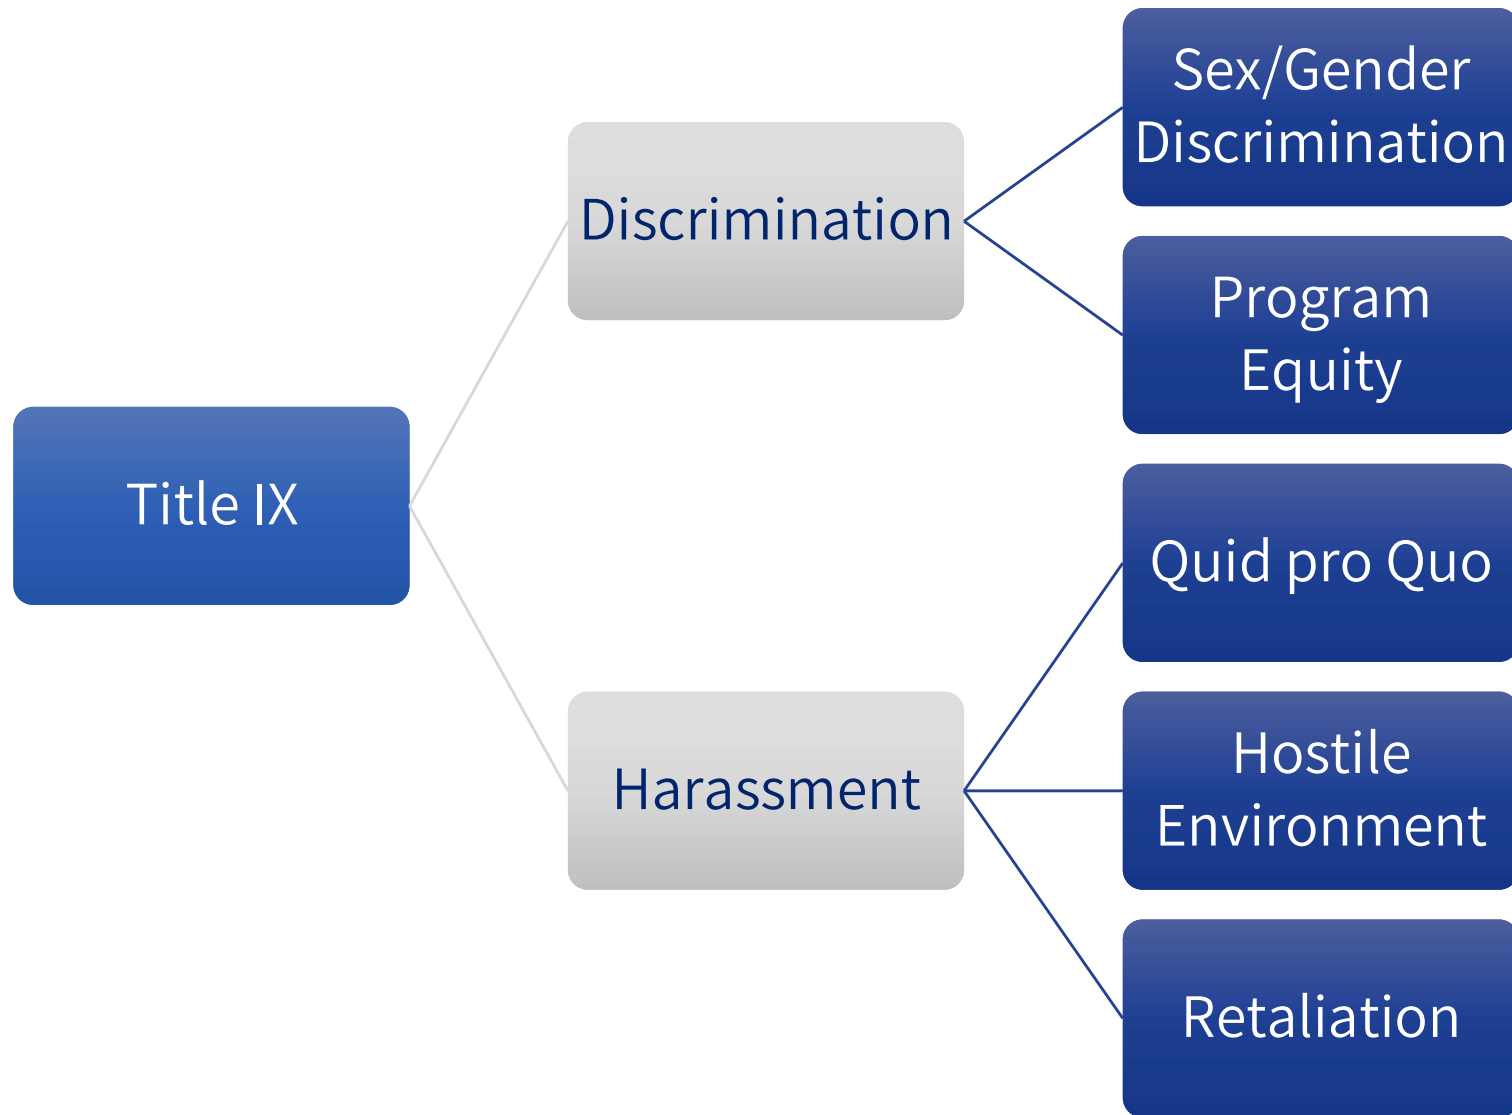 Title IX
Discrimination
Sex/Gender
Discrimination
Program
Equity
Harassment
Quid pro Quo
Hostile
Environment
Retaliation